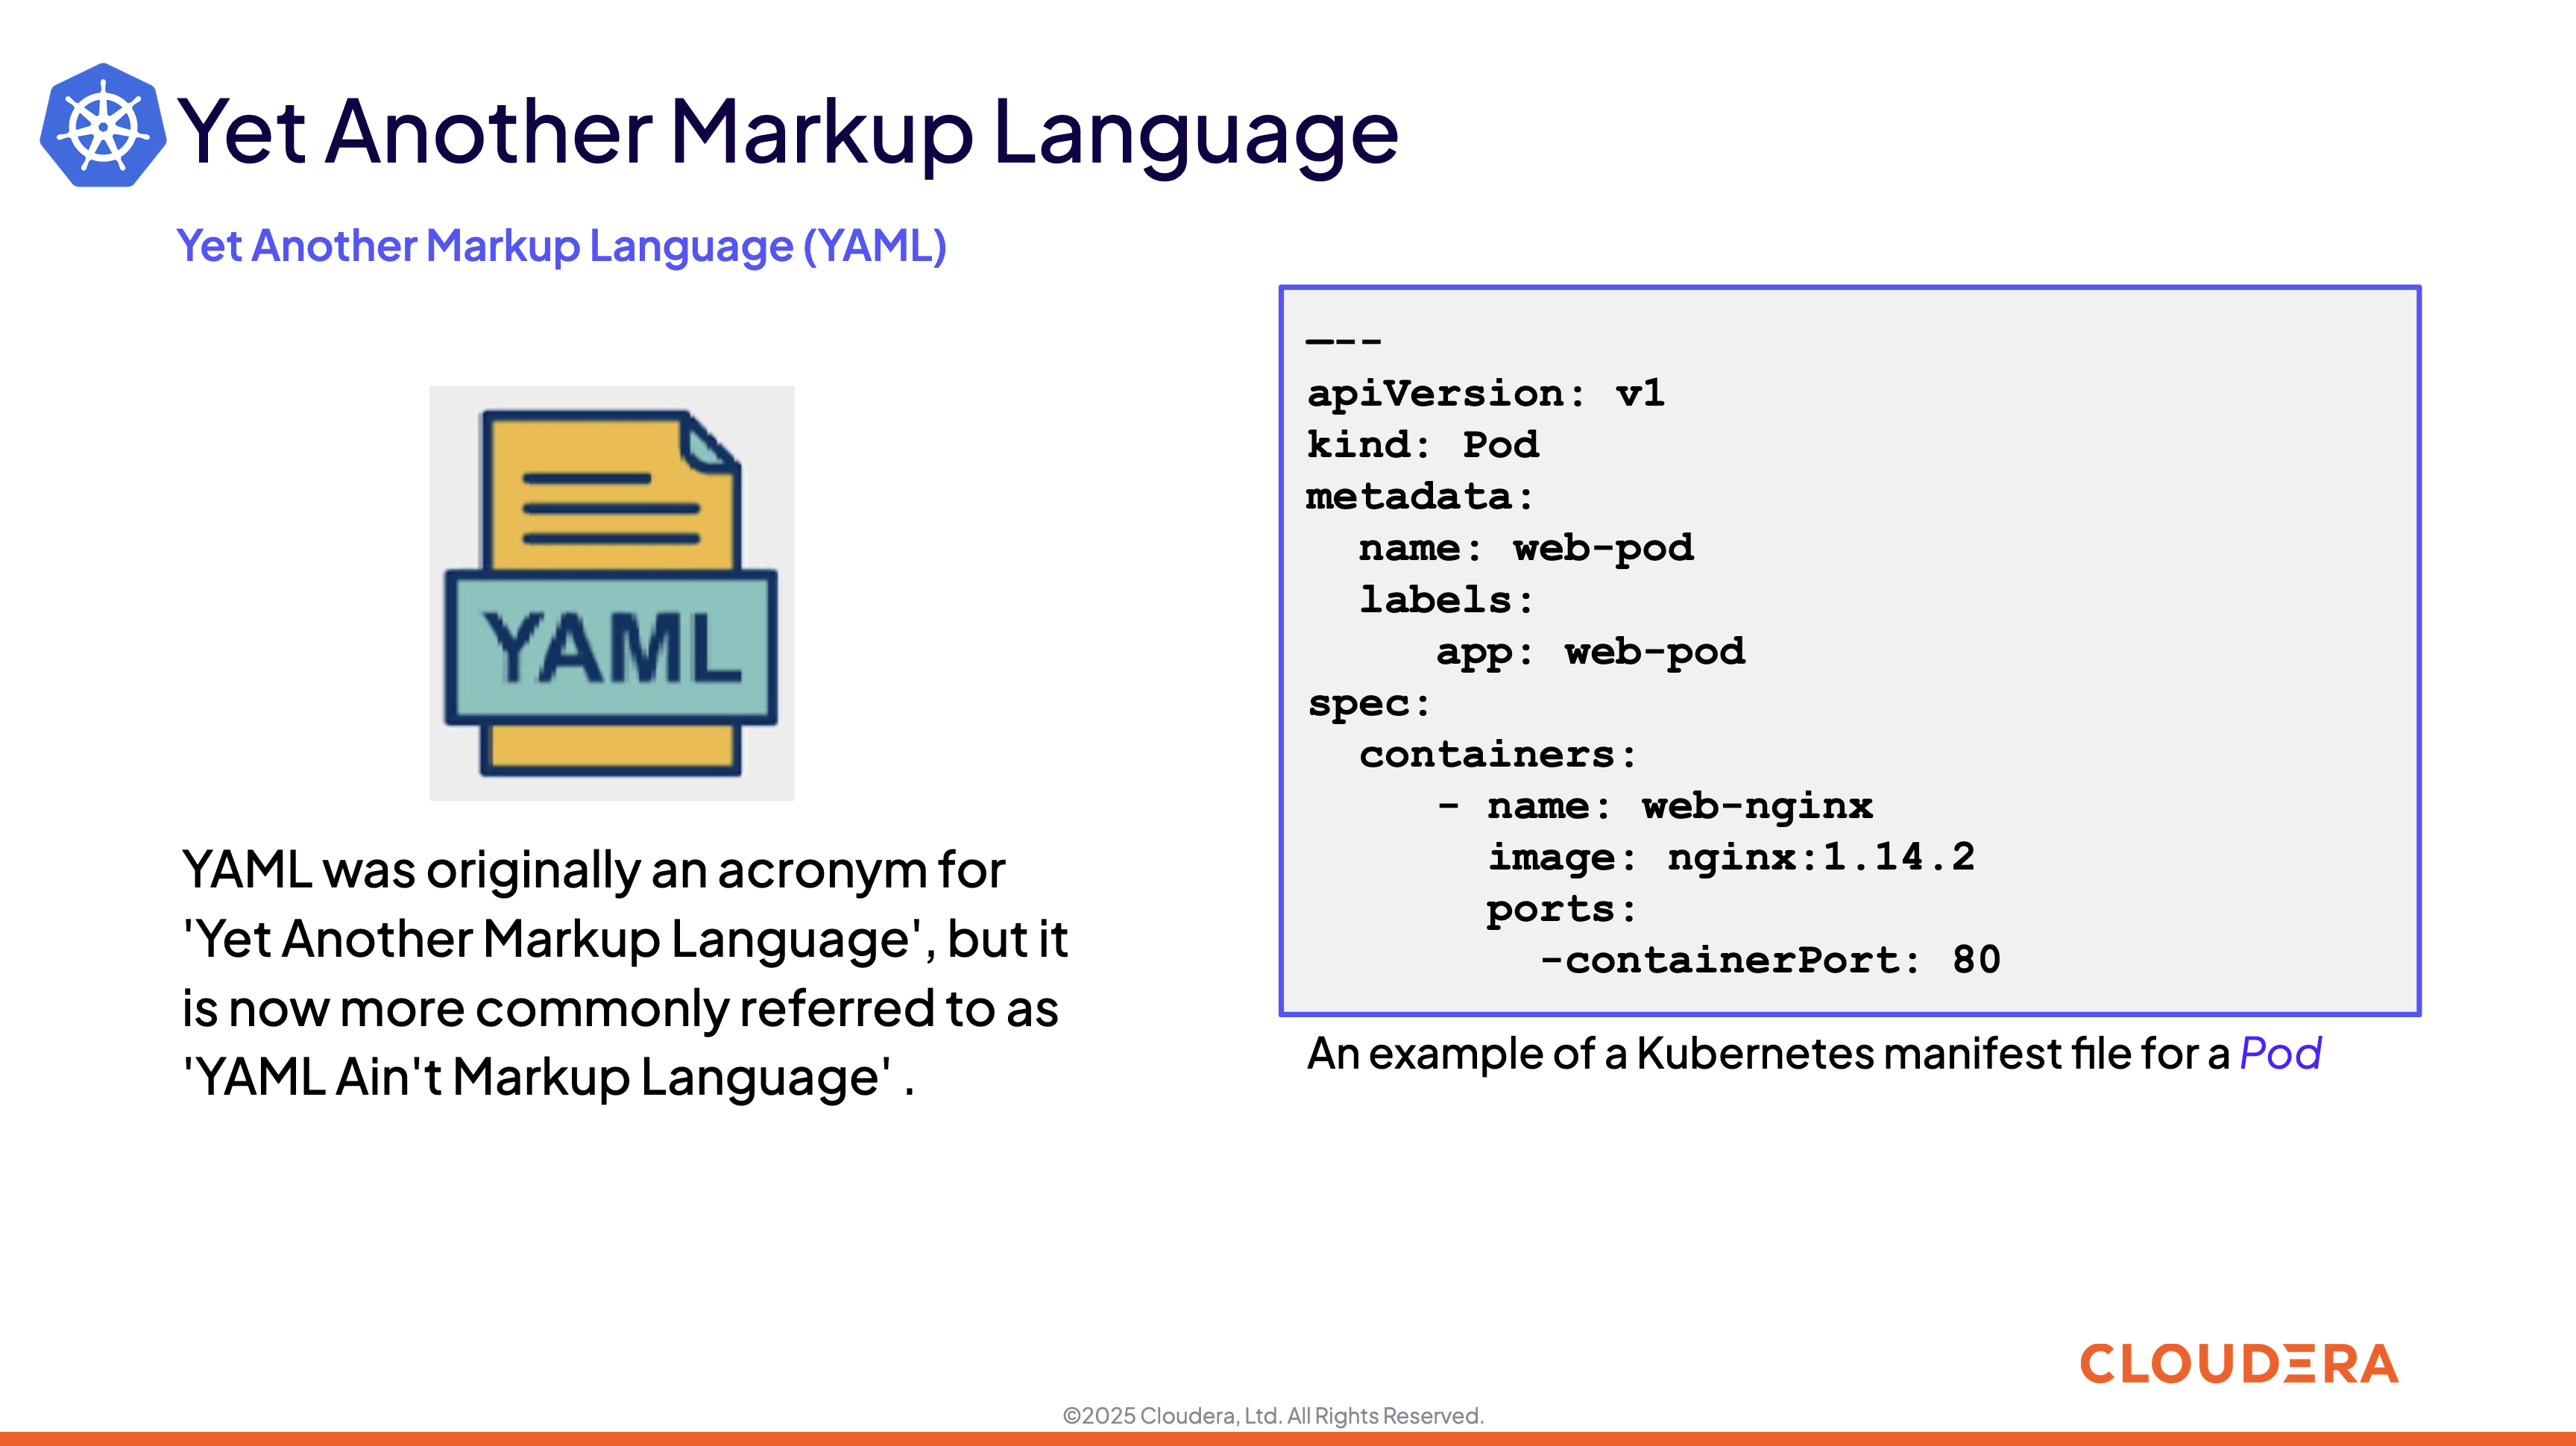 Yet Another Markup Language
Yet Another Markup Language (YAML)
YAML
YAML was originally an acronym for
'Yet Another Markup Language', but it
is now more commonly referred to as
'YAML Ain't Markup Language' .
—--
apiVersion: v1
kind: Pod
metadata:
  name: web-pod
  labels:
     app: web-pod
spec:
  containers:
     - name: web-nginx
       image: nginx:1.14.2
       ports:
         -containerPort: 80
An example of a Kubernetes manifest file for a Pod
CLOUDERA
©2025 Cloudera, Ltd. All Rights Reserved.